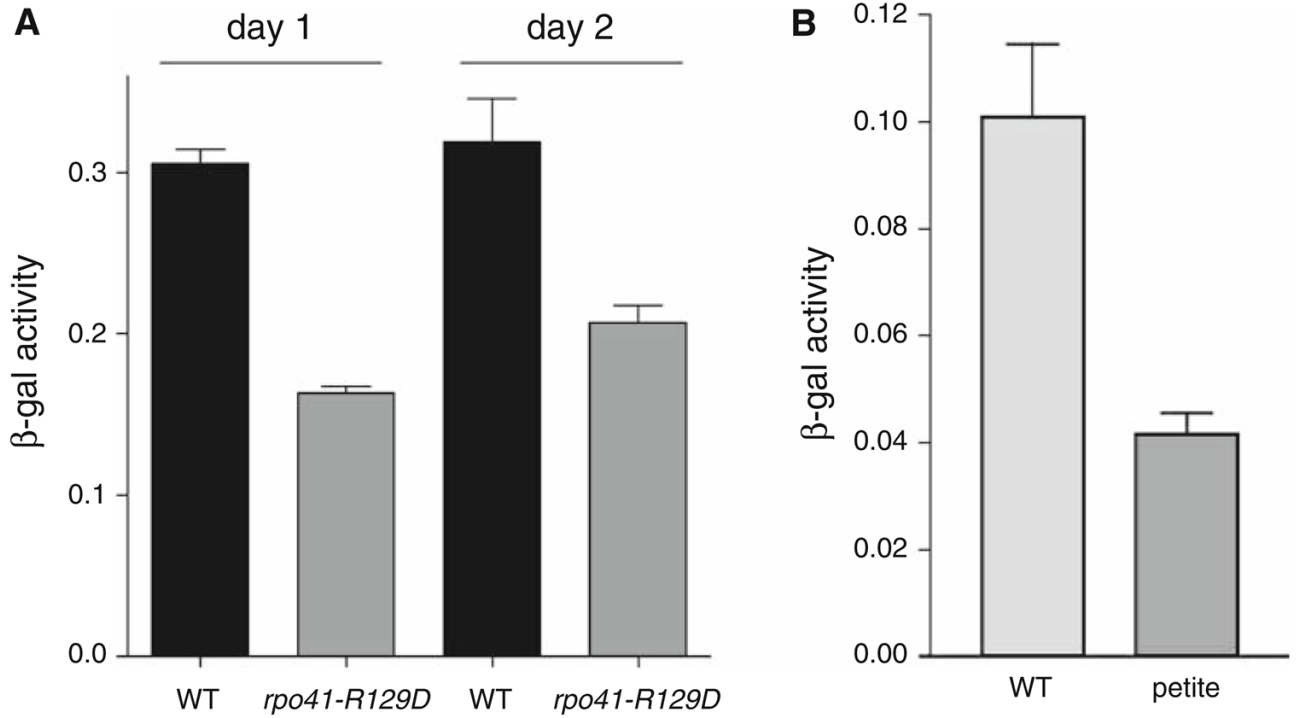 A
day 1
day 2
β-gal activity
0.3
0.2
0.1
0.0
WT
rpo41-R129D
WT
rpo41-R129D
B
β-gal activity
0.12
0.10
0.08
0.06
0.04
0.02
0.00
WT
petite